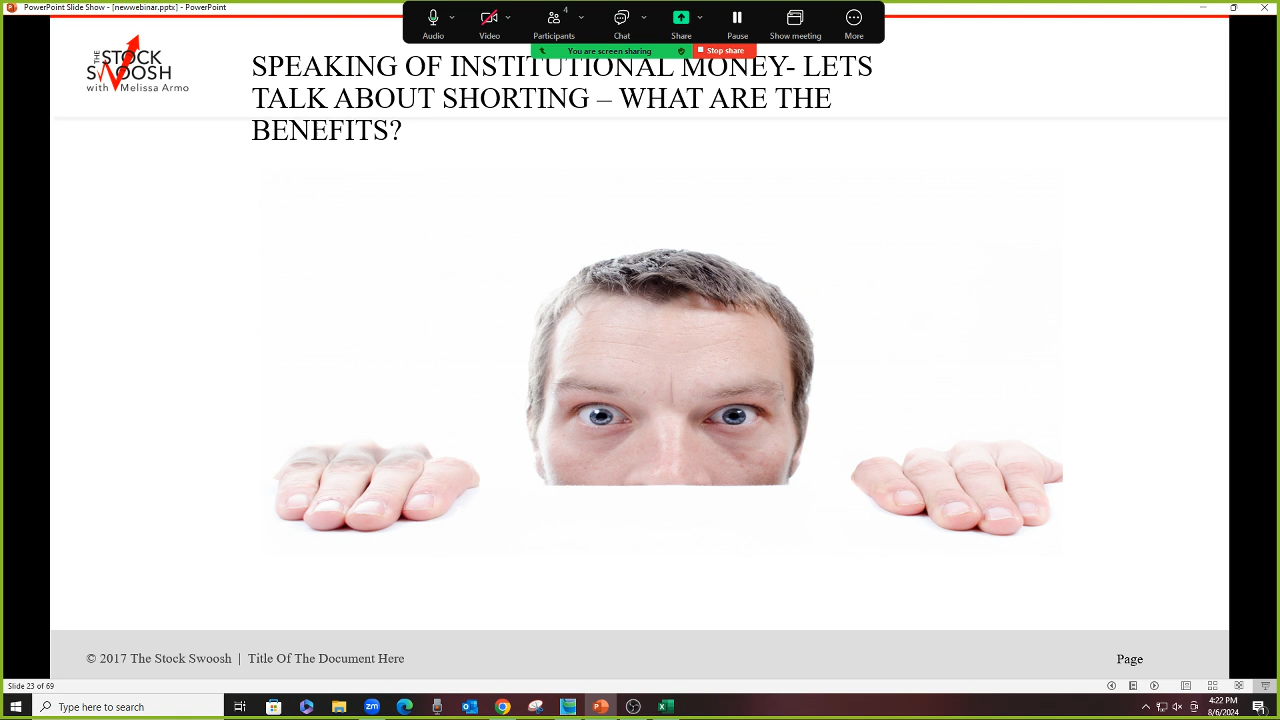 PowerPoint Slide Show - [newwebinar.pptx] - PowerPoint
4
Audio
Video
Participants
Chat
Share
Pause
Show meeting
More
You are screen sharing
Stop share
THE
STOCK
SWOOSH
with Melissa Armo
SPEAKING OF INSTITUTIONAL MONEY- LETS
TALK ABOUT SHORTING – WHAT ARE THE
BENEFITS?
© 2017 The Stock Swoosh | Title Of The Document Here
Page
Slide 23 of 69
Type here to search
zm
4:22 PM
8/6/2024